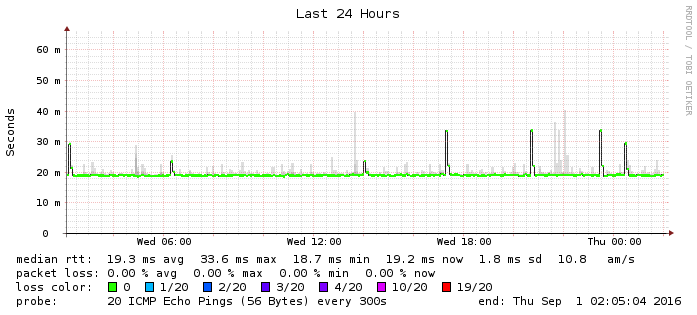 Last 24 Hours
RRDTOOL / TOBI OETIKER
Seconds
60 m
50 m
40 m
30 m
20 m
10 m
0
Wed 06:00 Wed 12:00 Wed 18:00 Thu 00:00
median rtt: 19.3 ms avg 33.6 ms max 18.7 ms min 19.2 ms now 1.8 ms sd 10.8 am/s
packet loss: 0.00 % avg 0.00 % max 0.00 % min 0.00 % now
loss color: 0 1/20 2/20 3/20 4/20 10/20 19/20
probe: 20 ICMP Echo Pings (56 Bytes) every 300s end: Thu Sep 1 02:05:04 2016